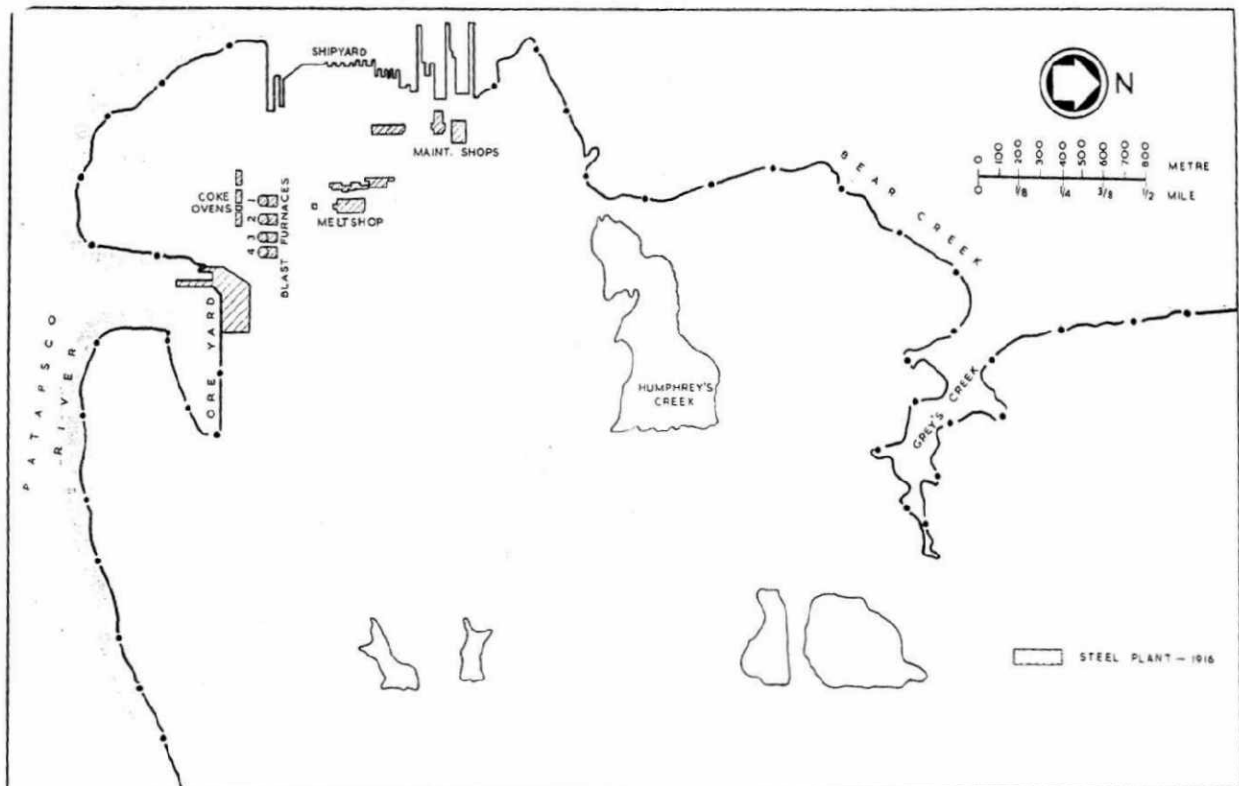 SHIPYARD
MAINT. SHOPS
COKE
OVENS
1
2
3
4
BLAST FURNACES
MELTSHOP
ORE YARD
PATAPSCO
RIVER
HUMPHREY'S
CREEK
BEAR CREEK
GREY'S CREEK
N
0 100 200 300 400 500 600 700 800 METRE
0 1/8 1/4 3/8 1/2 MILE
STEEL PLANT — 1916